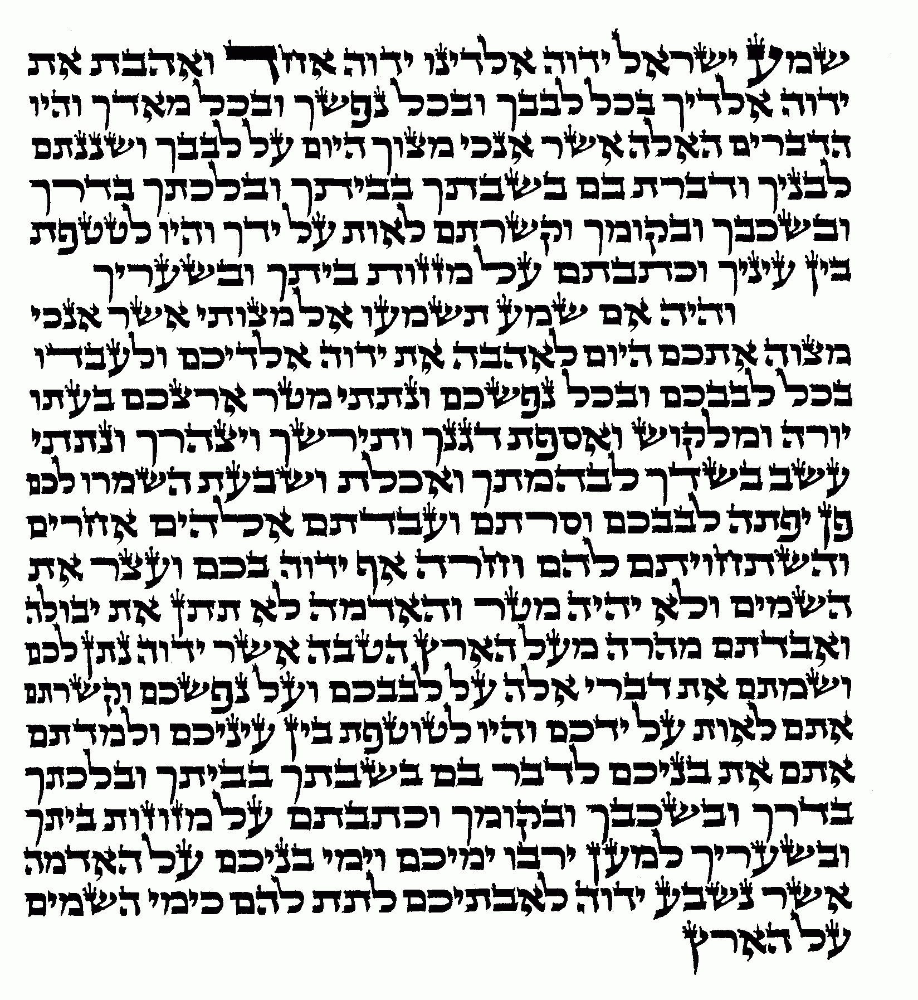 שמע ישראל ידוה אלדינו ידוה אחד ואהבת את
ידוה אלדיך בכל לבבך ובכל נפשך ובכל מאדך והיו
הדברים האלה אשר אנכי מצוך היום על לבבך ושננתם
לבניך ודברת בם בשבתך בביתך ובלכתך בדרך
ובשכבך ובקומך וקשרתם לאות על ידך והיו לטטפת
בין עיניך וכתבתם על מזזות ביתך ובשעריך
והיה אם שמע תשמעו אל מצותי אשר אנכי
מצוה אתכם היום לאהבה את ידוה אלדיכם ולעבדו
בכל לבבכם ובכל נפשכם ונתתי מטר ארצכם בעתו
יורה ומלקוש ואספת דגנך ותירשך ויצהרך ונתתי
עשב בשדך לבהמתך ואכלת ושבעת השמרו לכם
פן יפתה לבבכם וסרתם ועבדתם אלהים אחרים
והשתחויתם להם וחרה אף ידוה בכם ועצר את
השמים ולא יהיה מטר והאדמה לא תתן את יבולה
ואבדתם מהרה מעל הארץ הטבה אשר ידוה נתן לכם
ושמתם את דברי אלה על לבבכם ועל נפשכם וקשרתם
אתם לאות על ידכם והיו לטוטפת בין עיניכם ולמדתם
אתם את בניכם לדבר בם בשבתך בביתך ובלכתך
בדרך ובשכבך ובקומך וכתבתם על מזוזות ביתך
ובשעריך למען ירבו ימיכם וימי בניכם על האדמה
אשר נשבע ידוה לאבתיכם לתת להם כימי השמים
על הארץ